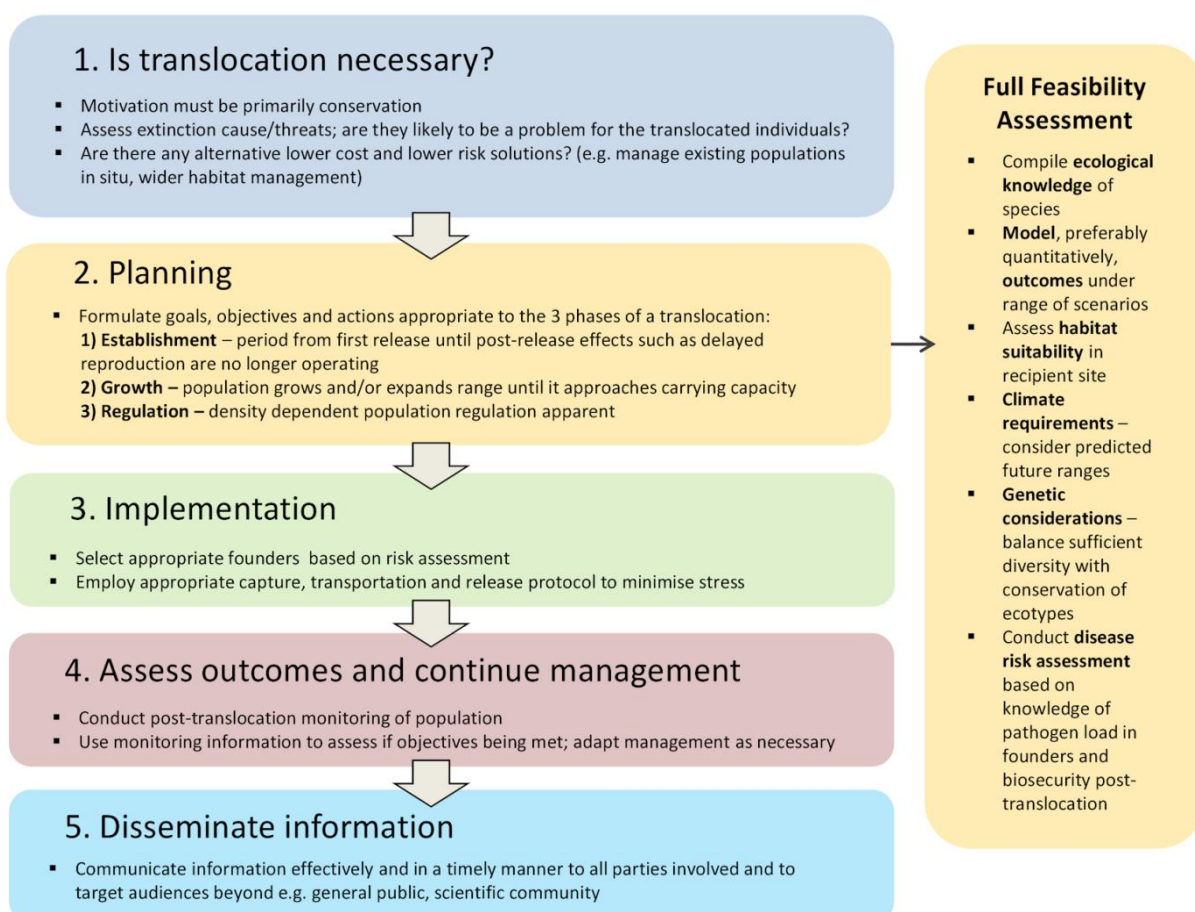 1. Is translocation necessary?
▪ Motivation must be primarily conservation
▪ Assess extinction cause/threats; are they likely to be a problem for the translocated individuals?
▪ Are there any alternative lower cost and lower risk solutions? (e.g. manage existing populations
in situ, wider habitat management)
2. Planning
▪ Formulate goals, objectives and actions appropriate to the 3 phases of a translocation:
1) Establishment – period from first release until post-release effects such as delayed
reproduction are no longer operating
2) Growth – population grows and/or expands range until it approaches carrying capacity
3) Regulation – density dependent population regulation apparent
3. Implementation
▪ Select appropriate founders based on risk assessment
▪ Employ appropriate capture, transportation and release protocol to minimise stress
4. Assess outcomes and continue management
▪ Conduct post-translocation monitoring of population
▪ Use monitoring information to assess if objectives being met; adapt management as necessary
5. Disseminate information
▪ Communicate information effectively and in a timely manner to all parties involved and to
target audiences beyond e.g. general public, scientific community
Full Feasibility
Assessment
▪ Compile ecological
knowledge of
species
▪ Model, preferably
quantitatively,
outcomes under
range of scenarios
▪ Assess habitat
suitability in
recipient site
▪ Climate
requirements –
consider predicted
future ranges
▪ Genetic
considerations –
balance sufficient
diversity with
conservation of
ecotypes
▪ Conduct disease
risk assessment
based on
knowledge of
pathogen load in
founders and
biosecurity post-
translocation